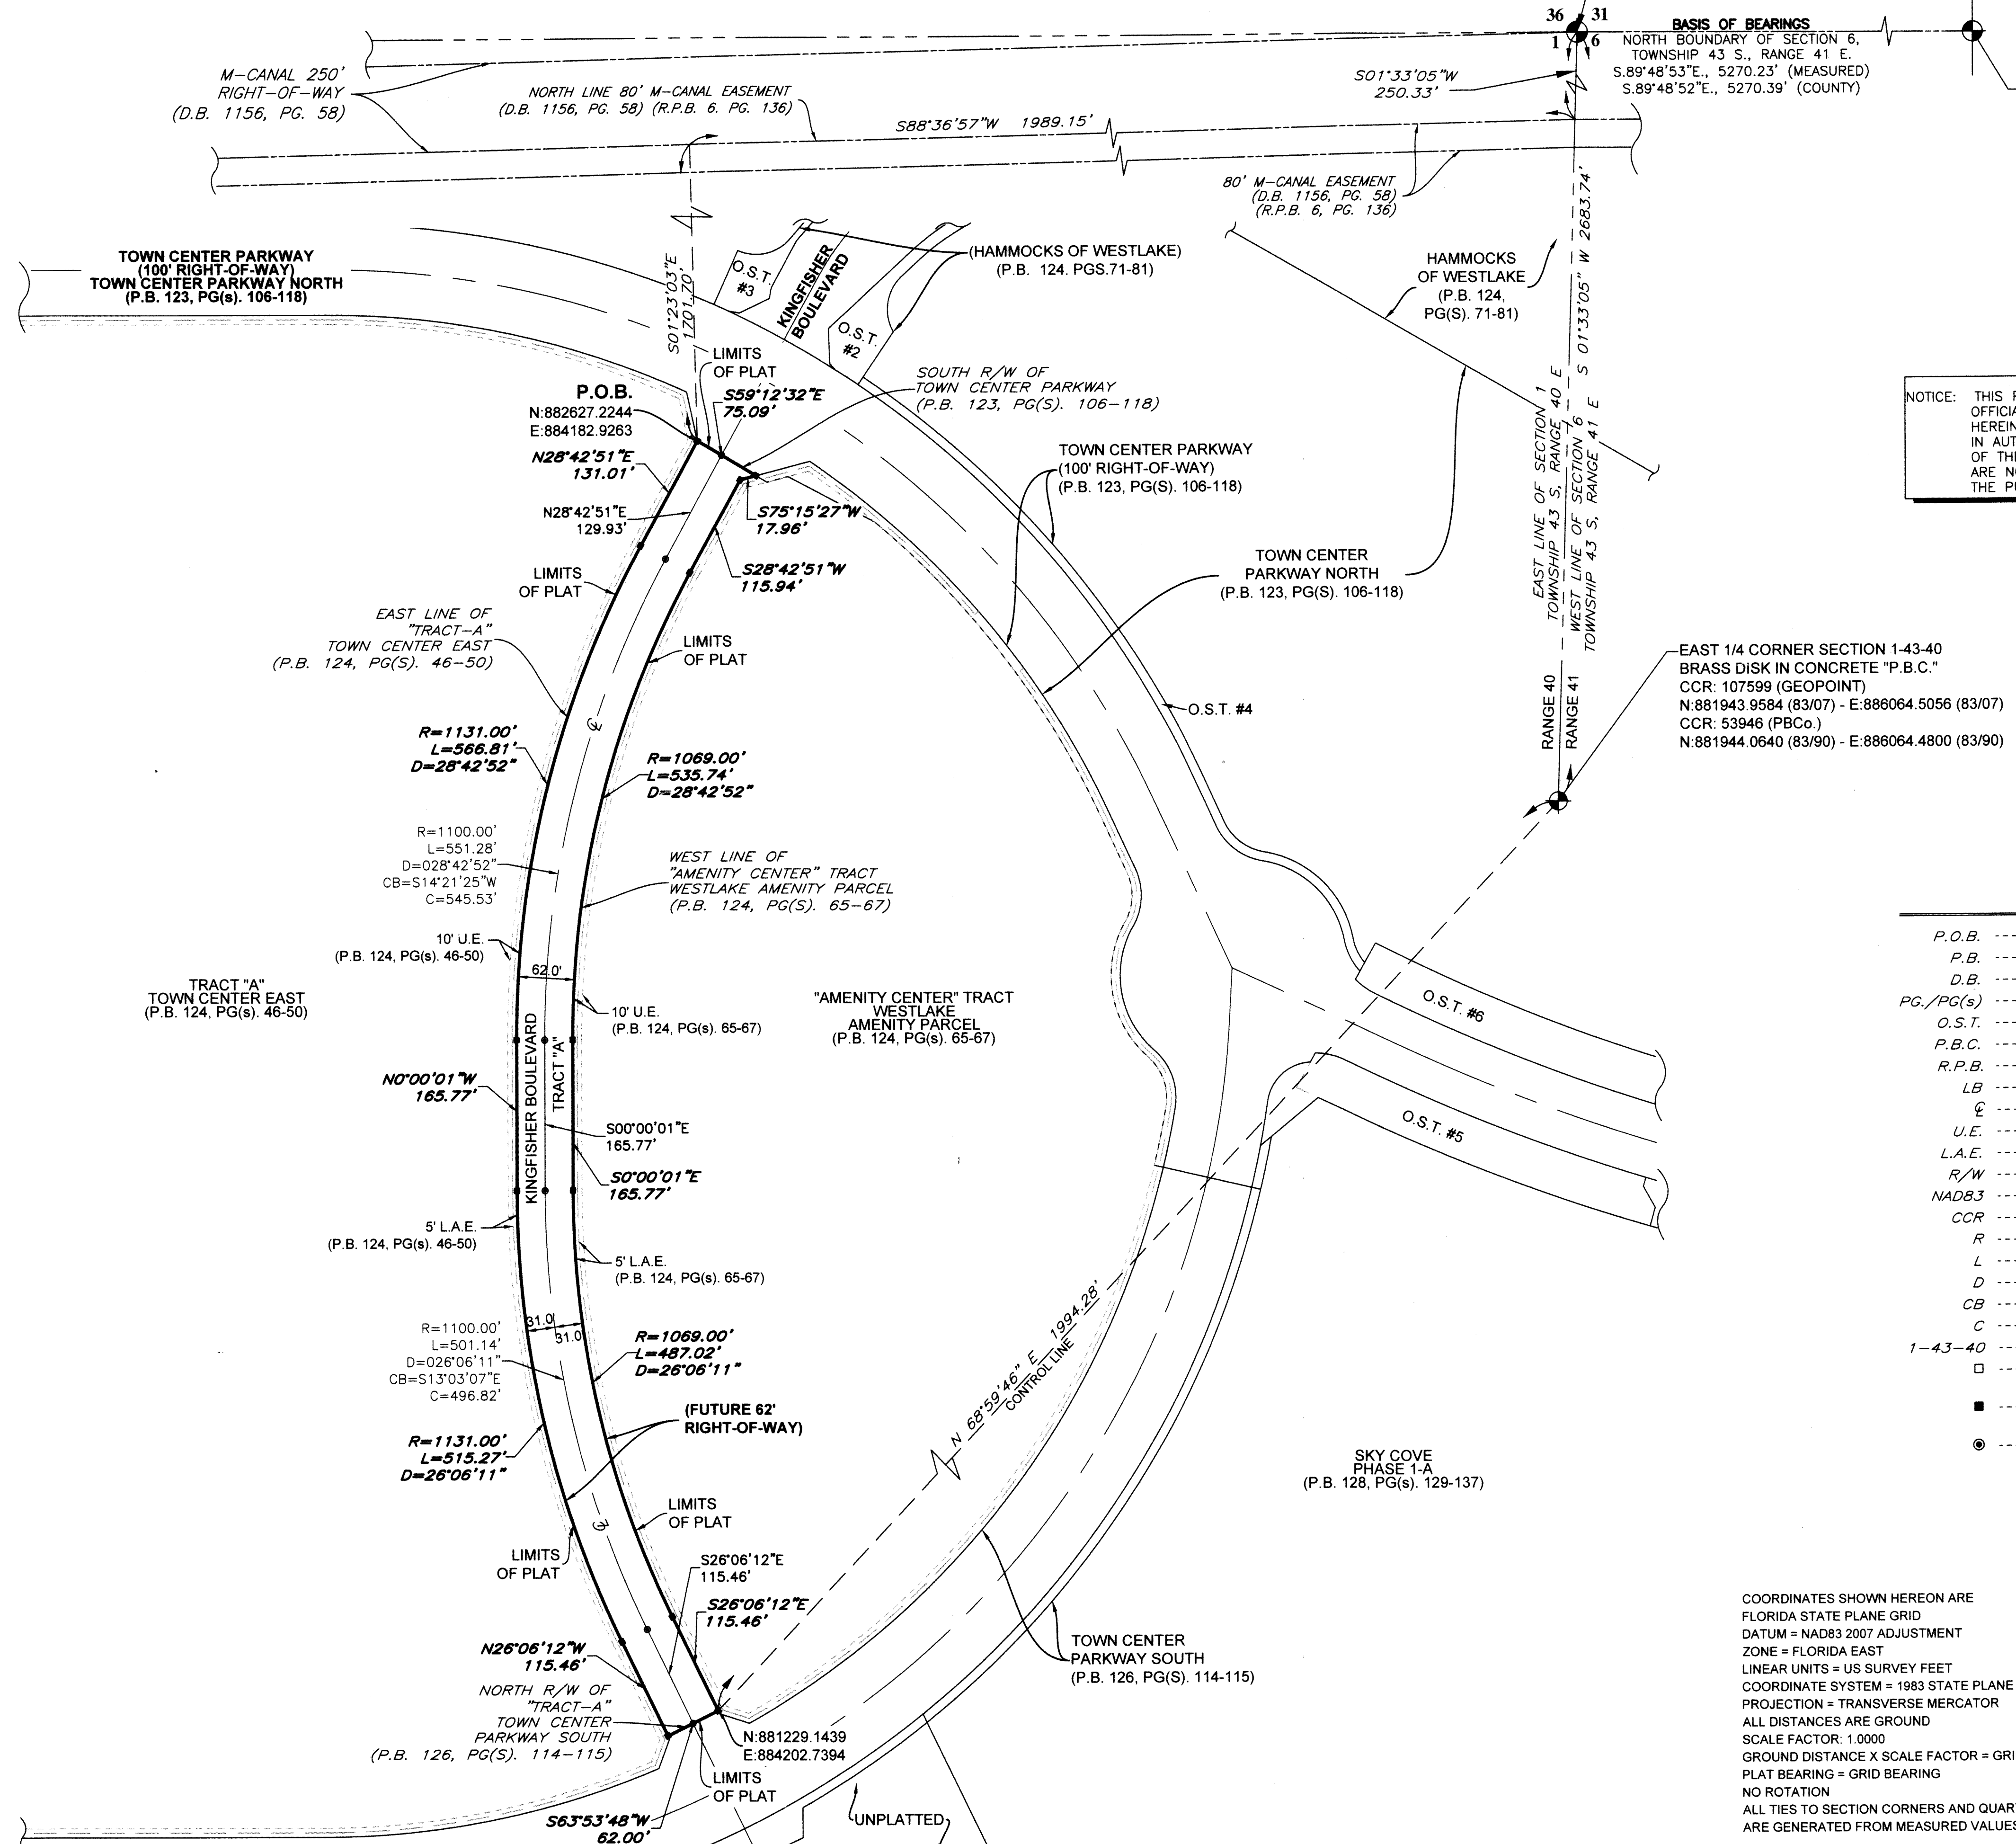 36 31
1 6
BASIS OF BEARINGS
NORTH BOUNDARY OF SECTION 6,
TOWNSHIP 43 S., RANGE 41 E.
S.89°48'53"E., 5270.23' (MEASURED)
S.89°48'52"E., 5270.39' (COUNTY)
M-CANAL 250'
RIGHT-OF-WAY
(D.B. 1156, PG. 58)
NORTH LINE 80' M-CANAL EASEMENT
(D.B. 1156, PG. 58) (R.P.B. 6. PG. 136)
S01°33'05"W
250.33'
S88°36'57"W 1989.15'
80' M-CANAL EASEMENT
(D.B. 1156, PG. 58)
(R.P.B. 6, PG. 136)
TOWN CENTER PARKWAY
(100' RIGHT-OF-WAY)
TOWN CENTER PARKWAY NORTH
(P.B. 123, PG(s). 106-118)
S01°23'03"E
1701.70'
O.S.T.
#3
KINGFISHER
BOULEVARD
O.S.T.
#2
(HAMMOCKS OF WESTLAKE)
(P.B. 124. PGS.71-81)
HAMMOCKS
OF WESTLAKE
(P.B. 124,
PG(S). 71-81)
S 01°33'05" W 2683.74'
EAST LINE OF SECTION 1
TOWNSHIP 43 S, RANGE 40 E
WEST LINE OF SECTION 6
TOWNSHIP 43 S, RANGE 41 E
NOTICE: THIS
OFFICIA
HEREIN
IN AUT
OF THE
ARE NO
THE P
LIMITS
OF PLAT
P.O.B.
N:882627.2244
E:884182.9263
S59°12'32"E
75.09'
SOUTH R/W OF
TOWN CENTER PARKWAY
(P.B. 123, PG(S). 106-118)
N28°42'51"E
131.01'
N28°42'51"E
129.93'
S75°15'27"W
17.96'
S28°42'51"W
115.94'
TOWN CENTER PARKWAY
(100' RIGHT-OF-WAY)
(P.B. 123, PG(S). 106-118)
TOWN CENTER
PARKWAY NORTH
(P.B. 123, PG(S). 106-118)
LIMITS
OF PLAT
EAST LINE OF
"TRACT-A"
TOWN CENTER EAST
(P.B. 124, PG(S). 46-50)
LIMITS
OF PLAT
O.S.T. #4
RANGE 40
RANGE 41
EAST 1/4 CORNER SECTION 1-43-40
BRASS DISK IN CONCRETE "P.B.C."
CCR: 107599 (GEOPOINT)
N:881943.9584 (83/07) - E:886064.5056 (83/07)
CCR: 53946 (PBCo.)
N:881944.0640 (83/90) - E:886064.4800 (83/90)
R=1131.00'
L=566.81'
D=28°42'52"
R=1069.00'
L=535.74'
D=28°42'52"
R=1100.00'
L=551.28'
D=028°42'52"
CB=S14°21'25"W
C=545.53'
WEST LINE OF
"AMENITY CENTER" TRACT
WESTLAKE AMENITY PARCEL
(P.B. 124, PG(S). 65-67)
10' U.E.
(P.B. 124, PG(s). 46-50)
62.0'
TRACT "A"
TOWN CENTER EAST
(P.B. 124, PG(s). 46-50)
10' U.E.
(P.B. 124, PG(s). 65-67)
"AMENITY CENTER" TRACT
WESTLAKE
AMENITY PARCEL
(P.B. 124, PG(s). 65-67)
O.S.T. #6
O.S.T. #5
KINGFISHER BOULEVARD
TRACT "A"
N0°00'01"W
165.77'
S00°00'01"E
165.77'
S0°00'01"E
165.77'
5' L.A.E.
(P.B. 124, PG(s). 46-50)
5' L.A.E.
(P.B. 124, PG(s). 65-67)
31.0'
31.0
R=1100.00'
L=501.14'
D=026°06'11"
CB=S13°03'07"E
C=496.82'
R=1069.00'
L=487.02'
D=26°06'11"
N 68°59'46" E 1994.28'
CONTROL LINE
(FUTURE 62'
RIGHT-OF-WAY)
R=1131.00'
L=515.27'
D=26°06'11"
SKY COVE
PHASE 1-A
(P.B. 128, PG(s). 129-137)
LIMITS
OF PLAT
LIMITS
OF PLAT
S26°06'12"E
115.46'
S26°06'12"E
115.46'
N26°06'12"W
115.46'
NORTH R/W OF
"TRACT-A"
TOWN CENTER
PARKWAY SOUTH
(P.B. 126, PG(S). 114-115)
TOWN CENTER
PARKWAY SOUTH
(P.B. 126, PG(S). 114-115)
N:881229.1439
E:884202.7394
LIMITS
OF PLAT
S63°53'48"W
62.00'
UNPLATTED
P.O.B. ---
P.B. ---
D.B. ---
PG./PG(s) ---
O.S.T. ---
P.B.C. ---
R.P.B. ---
LB ---
℄ ---
U.E. ---
L.A.E. ---
R/W ---
NAD83 ---
CCR ---
R ---
L ---
D ---
CB ---
C ---
1-43-40 ---
COORDINATES SHOWN HEREON ARE
FLORIDA STATE PLANE GRID
DATUM = NAD83 2007 ADJUSTMENT
ZONE = FLORIDA EAST
LINEAR UNITS = US SURVEY FEET
COORDINATE SYSTEM = 1983 STATE PLANE
PROJECTION = TRANSVERSE MERCATOR
ALL DISTANCES ARE GROUND
SCALE FACTOR: 1.0000
GROUND DISTANCE X SCALE FACTOR = GRI
PLAT BEARING = GRID BEARING
NO ROTATION
ALL TIES TO SECTION CORNERS AND QUAR
ARE GENERATED FROM MEASURED VALUES